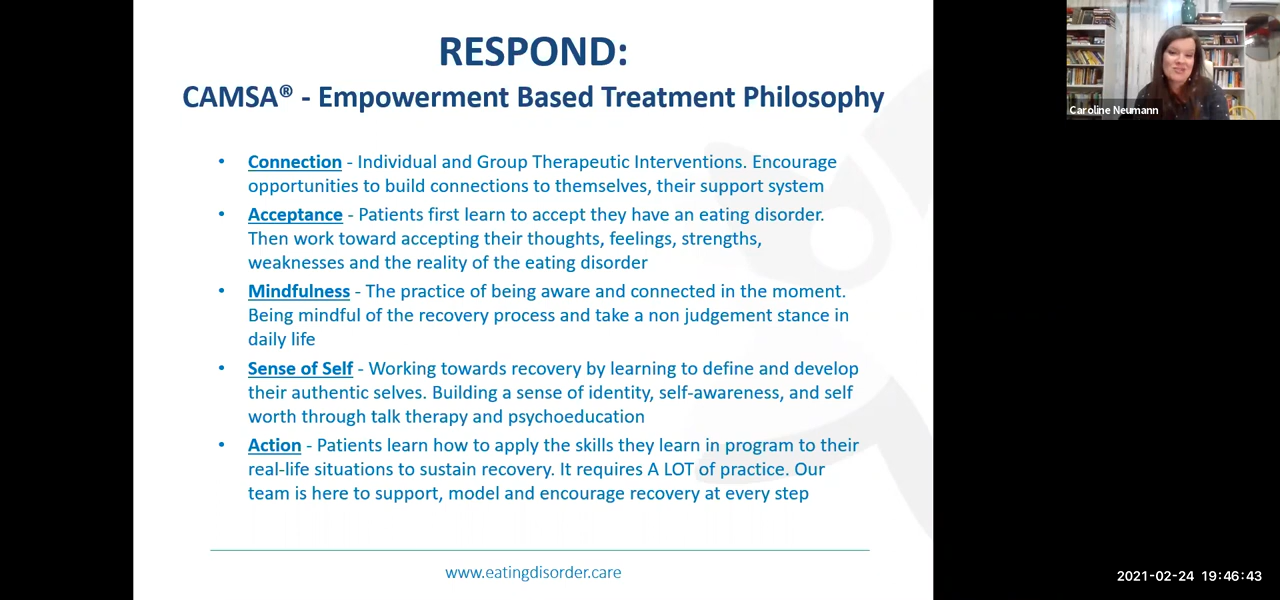 RESPOND:
CAMSA® - Empowerment Based Treatment Philosophy
• Connection - Individual and Group Therapeutic Interventions. Encourage
opportunities to build connections to themselves, their support system
• Acceptance - Patients first learn to accept they have an eating disorder.
Then work toward accepting their thoughts, feelings, strengths,
weaknesses and the reality of the eating disorder
• Mindfulness - The practice of being aware and connected in the moment.
Being mindful of the recovery process and take a non judgement stance in
daily life
• Sense of Self - Working towards recovery by learning to define and develop
their authentic selves. Building a sense of identity, self-awareness, and self
worth through talk therapy and psychoeducation
• Action - Patients learn how to apply the skills they learn in program to their
real-life situations to sustain recovery. It requires A LOT of practice. Our
team is here to support, model and encourage recovery at every step
www.eatingdisorder.care
Caroline Neumann
2021-02-24 19:46:43